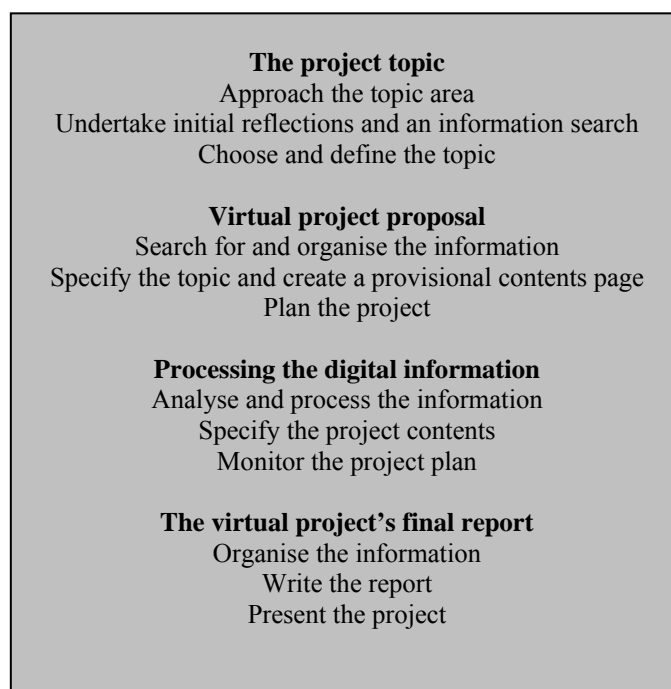 The project topic
Approach the topic area
Undertake initial reflections and an information search
Choose and define the topic
Virtual project proposal
Search for and organise the information
Specify the topic and create a provisional contents page
Plan the project
Processing the digital information
Analyse and process the information
Specify the project contents
Monitor the project plan
The virtual project’s final report
Organise the information
Write the report
Present the project